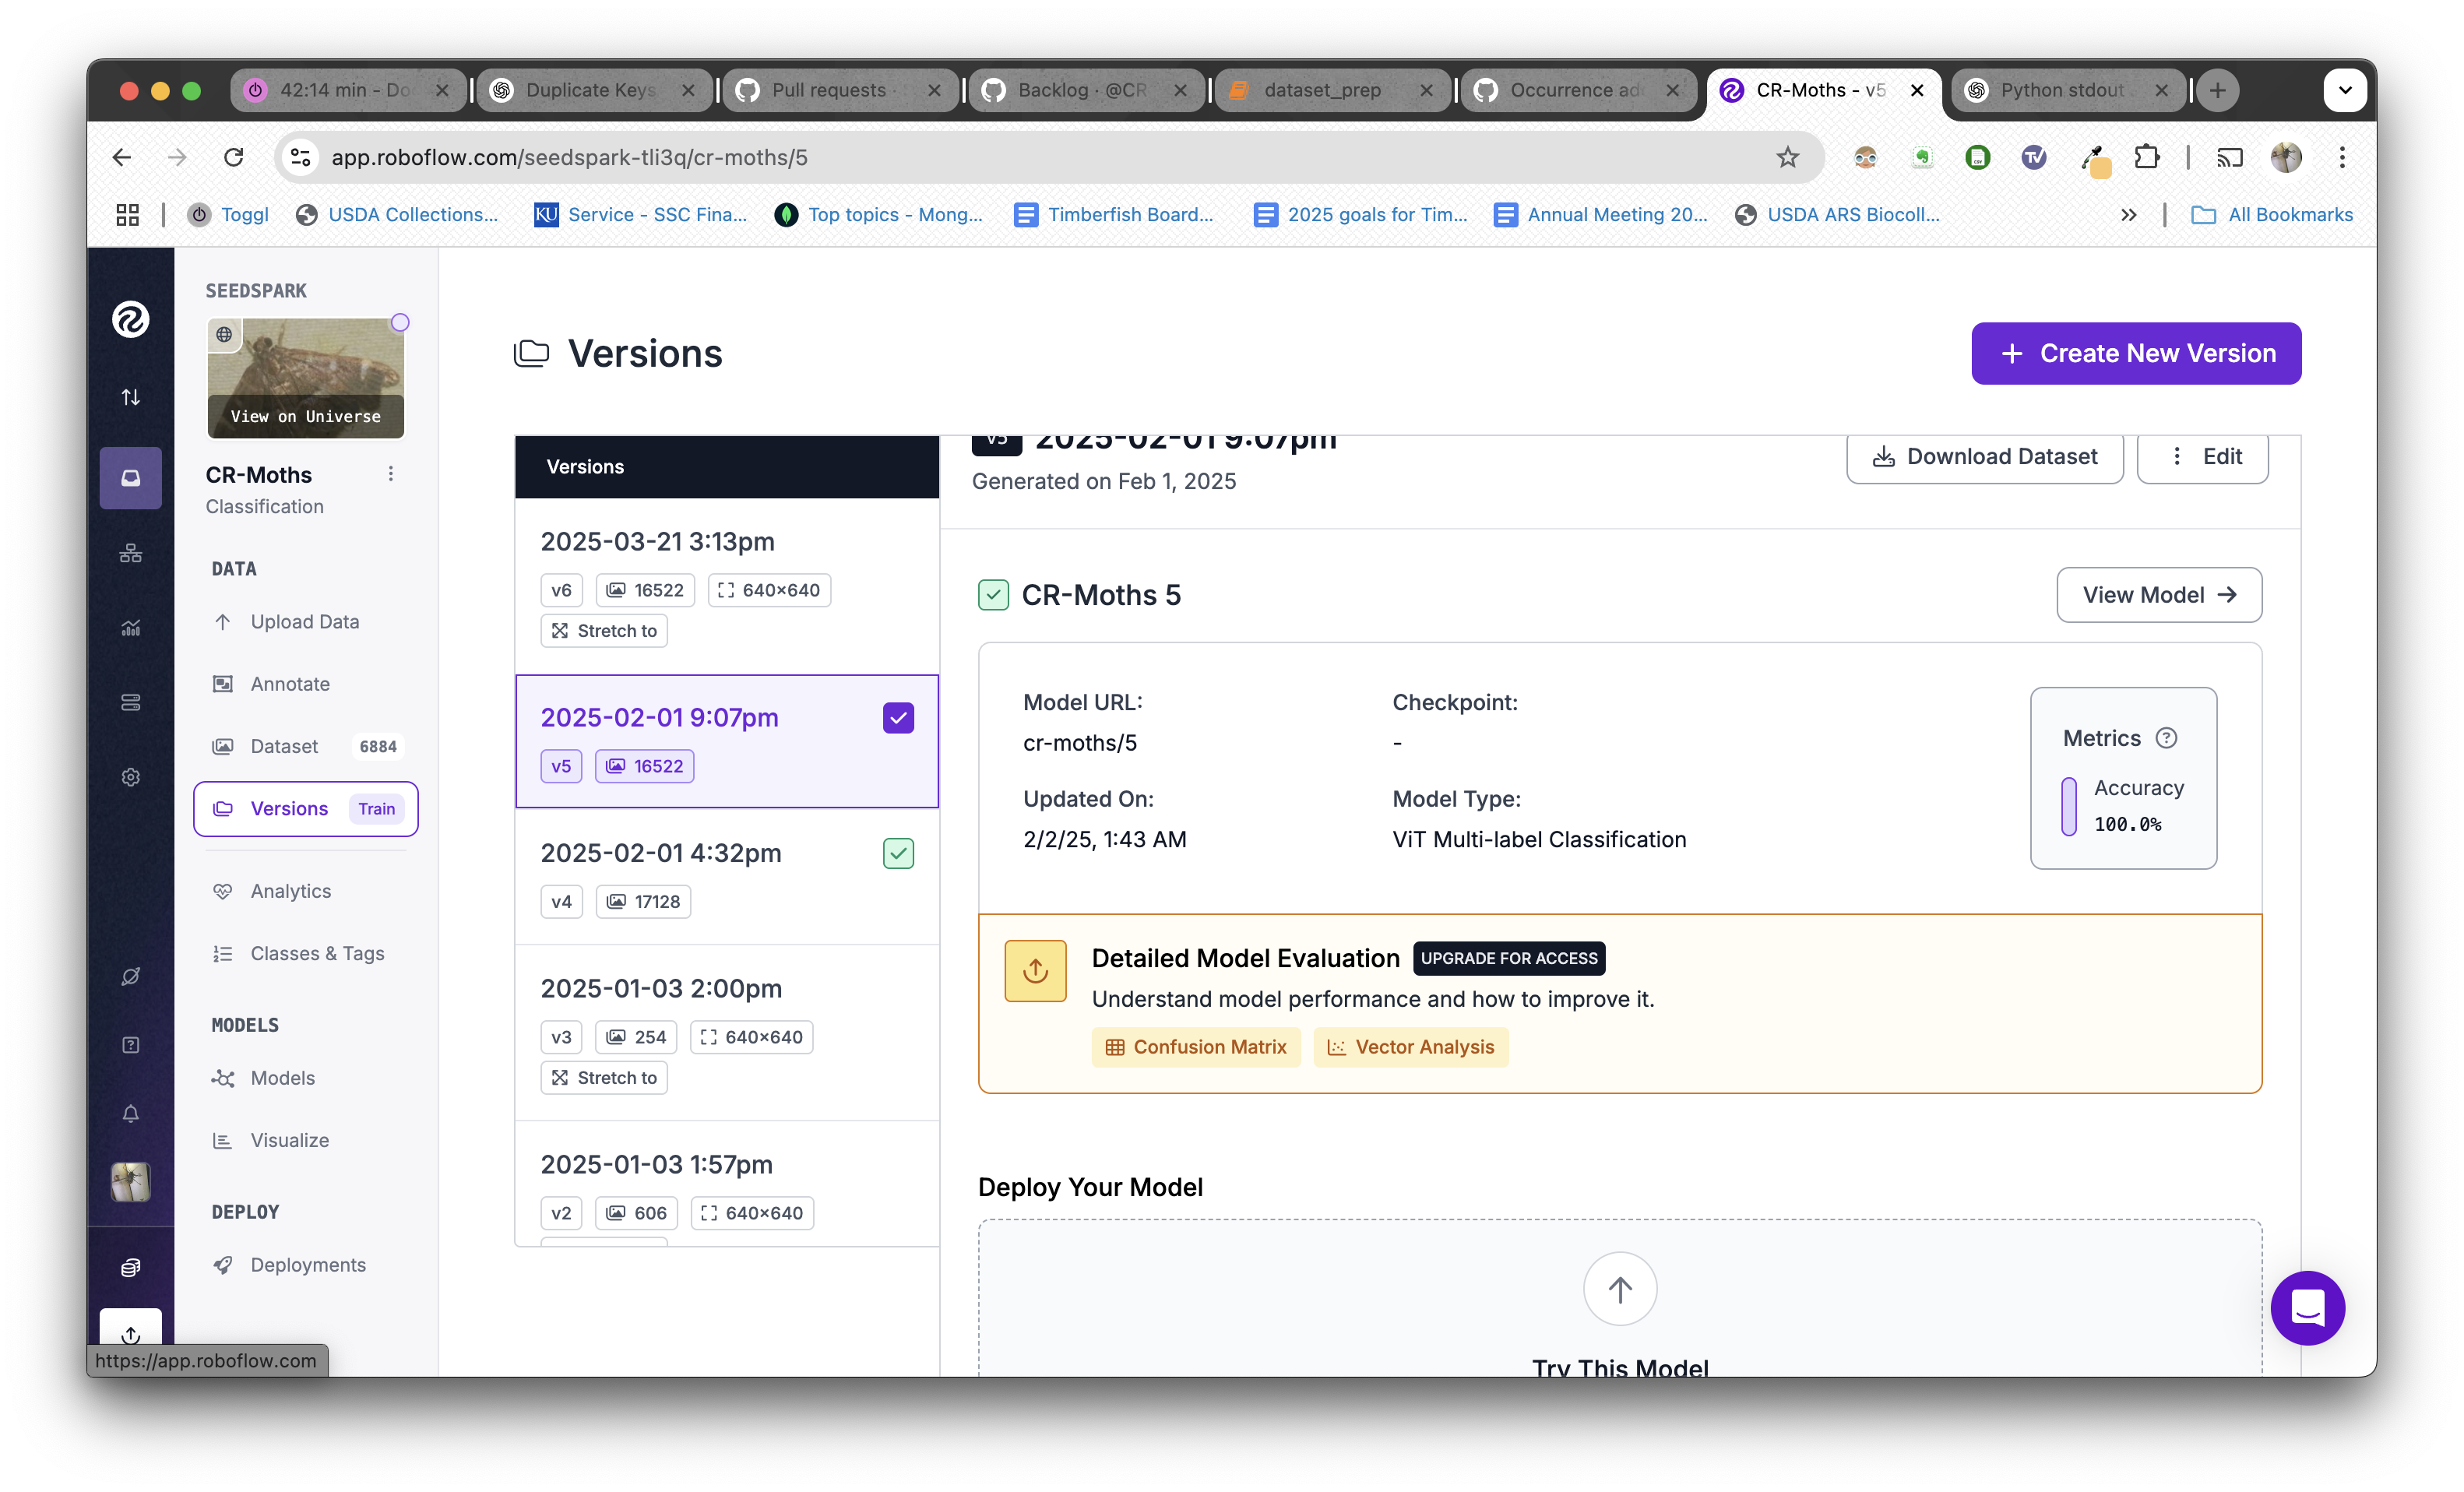 42:14 min - Do
Duplicate Keys
Pull requests ·
Backlog · @CR
dataset_prep
Occurrence ad
CR-Moths - v5
Python stdout
app.roboflow.com/seedspark-tli3q/cr-moths/5
Toggl
USDA Collections...
KU
Service - SSC Fina...
Top topics - Mong...
Timberfish Board...
2025 goals for Tim...
Annual Meeting 20...
USDA ARS Biocoll...
All Bookmarks
SEEDSPARK
View on Universe
CR-Moths
Classification
DATA
Upload Data
Annotate
Dataset 6884
Versions Train
Analytics
Classes & Tags
MODELS
Models
Visualize
DEPLOY
Deployments
https://app.roboflow.com
Versions
+ Create New Version
Versions
2025-03-21 3:13pm
v6 16522 640×640
Stretch to
2025-02-01 9:07pm
v5 16522
2025-02-01 4:32pm
v4 17128
2025-01-03 2:00pm
v3 254 640×640
Stretch to
2025-01-03 1:57pm
v2 606 640×640
v5 2025-02-01 9:07pm
Generated on Feb 1, 2025
Download Dataset
Edit
CR-Moths 5
View Model →
Model URL:
cr-moths/5
Checkpoint:
-
Updated On:
2/2/25, 1:43 AM
Model Type:
ViT Multi-label Classification
Metrics ?
Accuracy
100.0%
Detailed Model Evaluation UPGRADE FOR ACCESS
Understand model performance and how to improve it.
Confusion Matrix Vector Analysis
Deploy Your Model
Try This Model